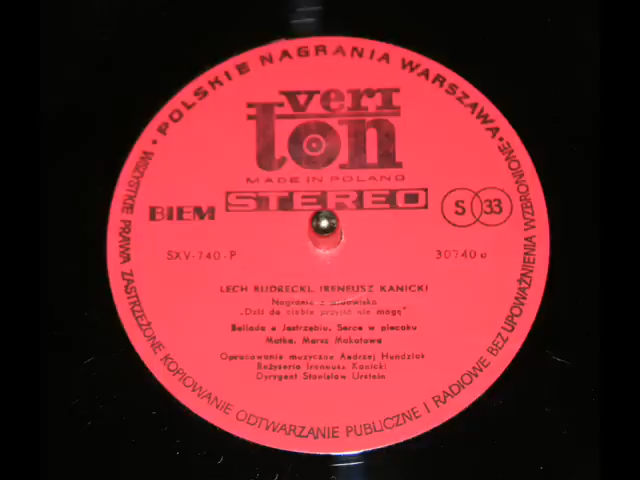 POLSKIE NAGRANIA WARSZAWA
veriton
MADE IN POLAND
STEREO
BIEM
S 33
SXV-740-P
30740 a
LECH BUDRECKI, IRENEUSZ KANICKI
Nagrania z widowiska
„Dziś do ciebie przyjść nie mogę"
Ballada o Jastrzębiu, Serce w plecaku
Matka, Marsz Mokotowa
Opracowanie muzyczne Andrzej Hundziak
Reżyseria Ireneusz Kanicki
Dyrygent Stanisław Urstein
WSZYSTKIE PRAWA ZASTRZEŻONE KOPIOWANIE ODTWARZANIE PUBLICZNE I RADIOWE BEZ UPOWAŻNIENIA WZBRONIONE